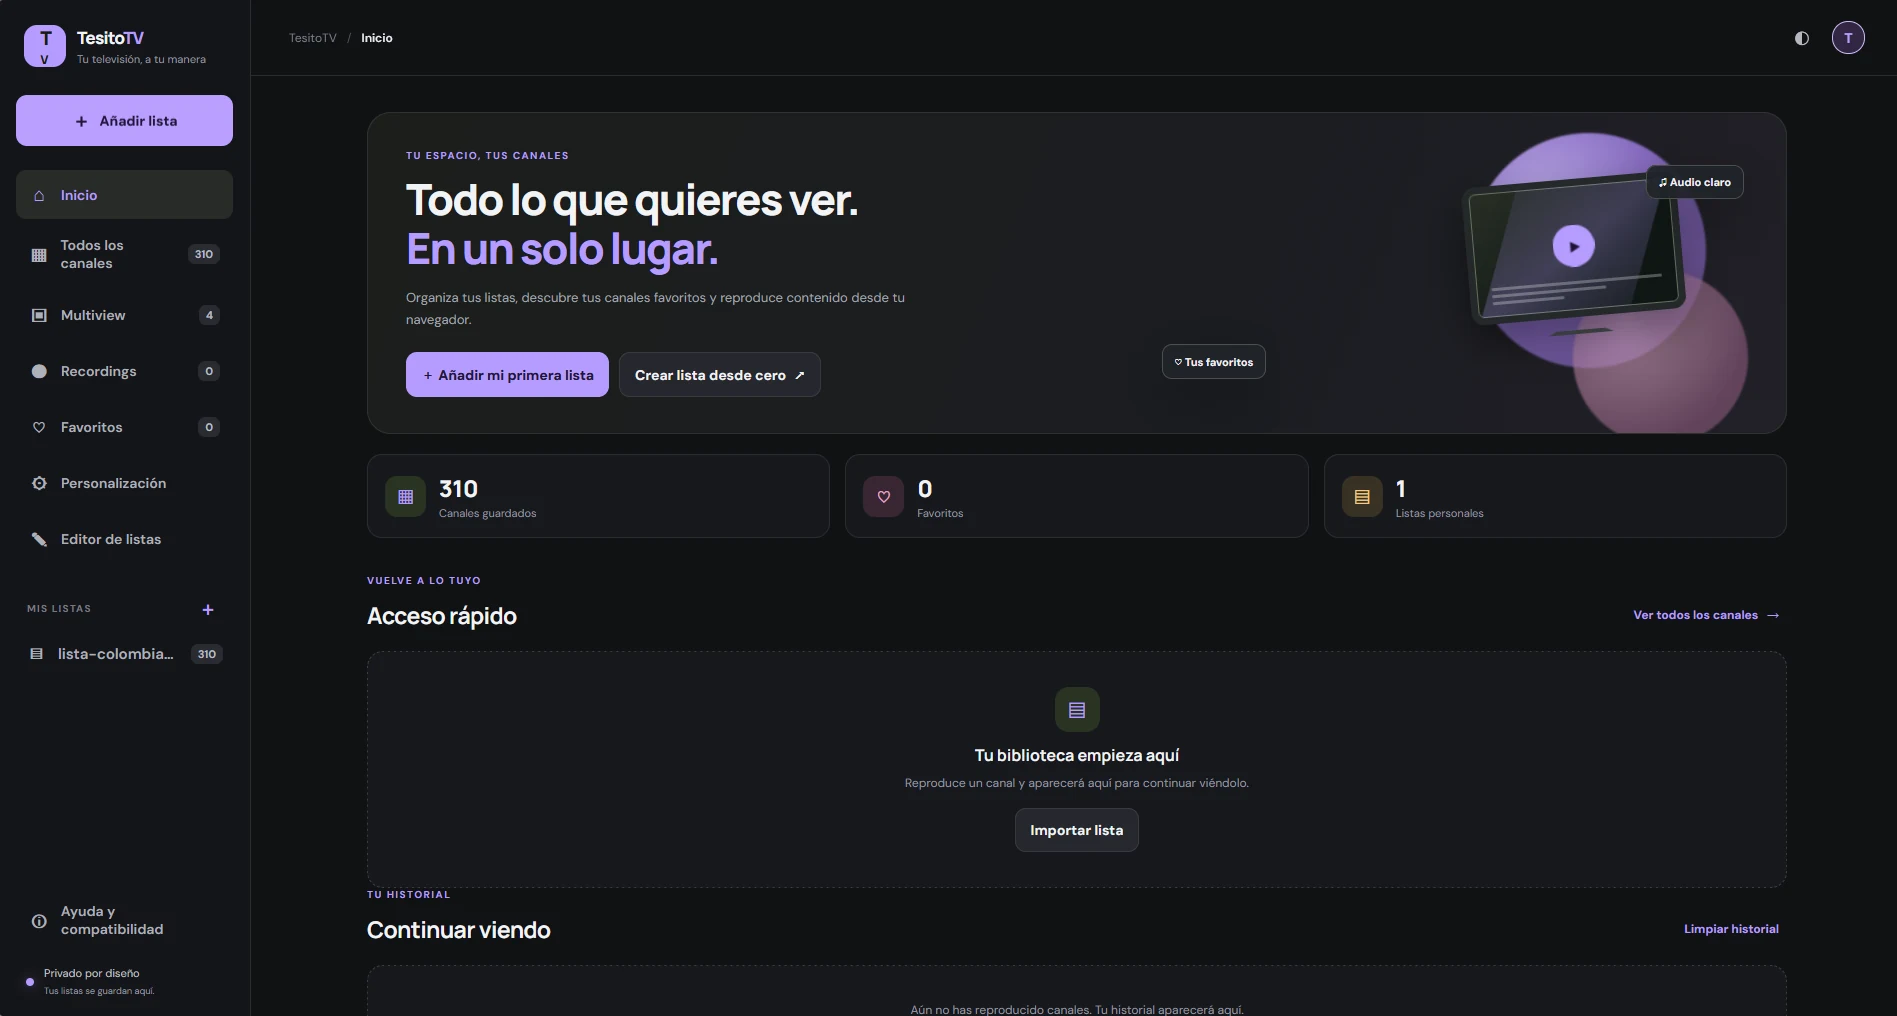 T
V
TesitoTV
Tu televisión, a tu manera
+ Añadir lista
Inicio
Todos los
canales
310
Multiview
4
Recordings
0
Favoritos
0
Personalización
Editor de listas
MIS LISTAS
+
lista-colombia...
310
Ayuda y
compatibilidad
Privado por diseño
Tus listas se guardan aquí.
TesitoTV / Inicio
T
TU ESPACIO, TUS CANALES
Todo lo que quieres ver.
En un solo lugar.
Organiza tus listas, descubre tus canales favoritos y reproduce contenido desde tu
navegador.
+ Añadir mi primera lista
Crear lista desde cero ↗
♫ Audio claro
♡ Tus favoritos
310
Canales guardados
0
Favoritos
1
Listas personales
VUELVE A LO TUYO
Acceso rápido
Ver todos los canales →
Tu biblioteca empieza aquí
Reproduce un canal y aparecerá aquí para continuar viéndolo.
Importar lista
TU HISTORIAL
Continuar viendo
Limpiar historial
Aún no has reproducido canales. Tu historial aparecerá aquí.